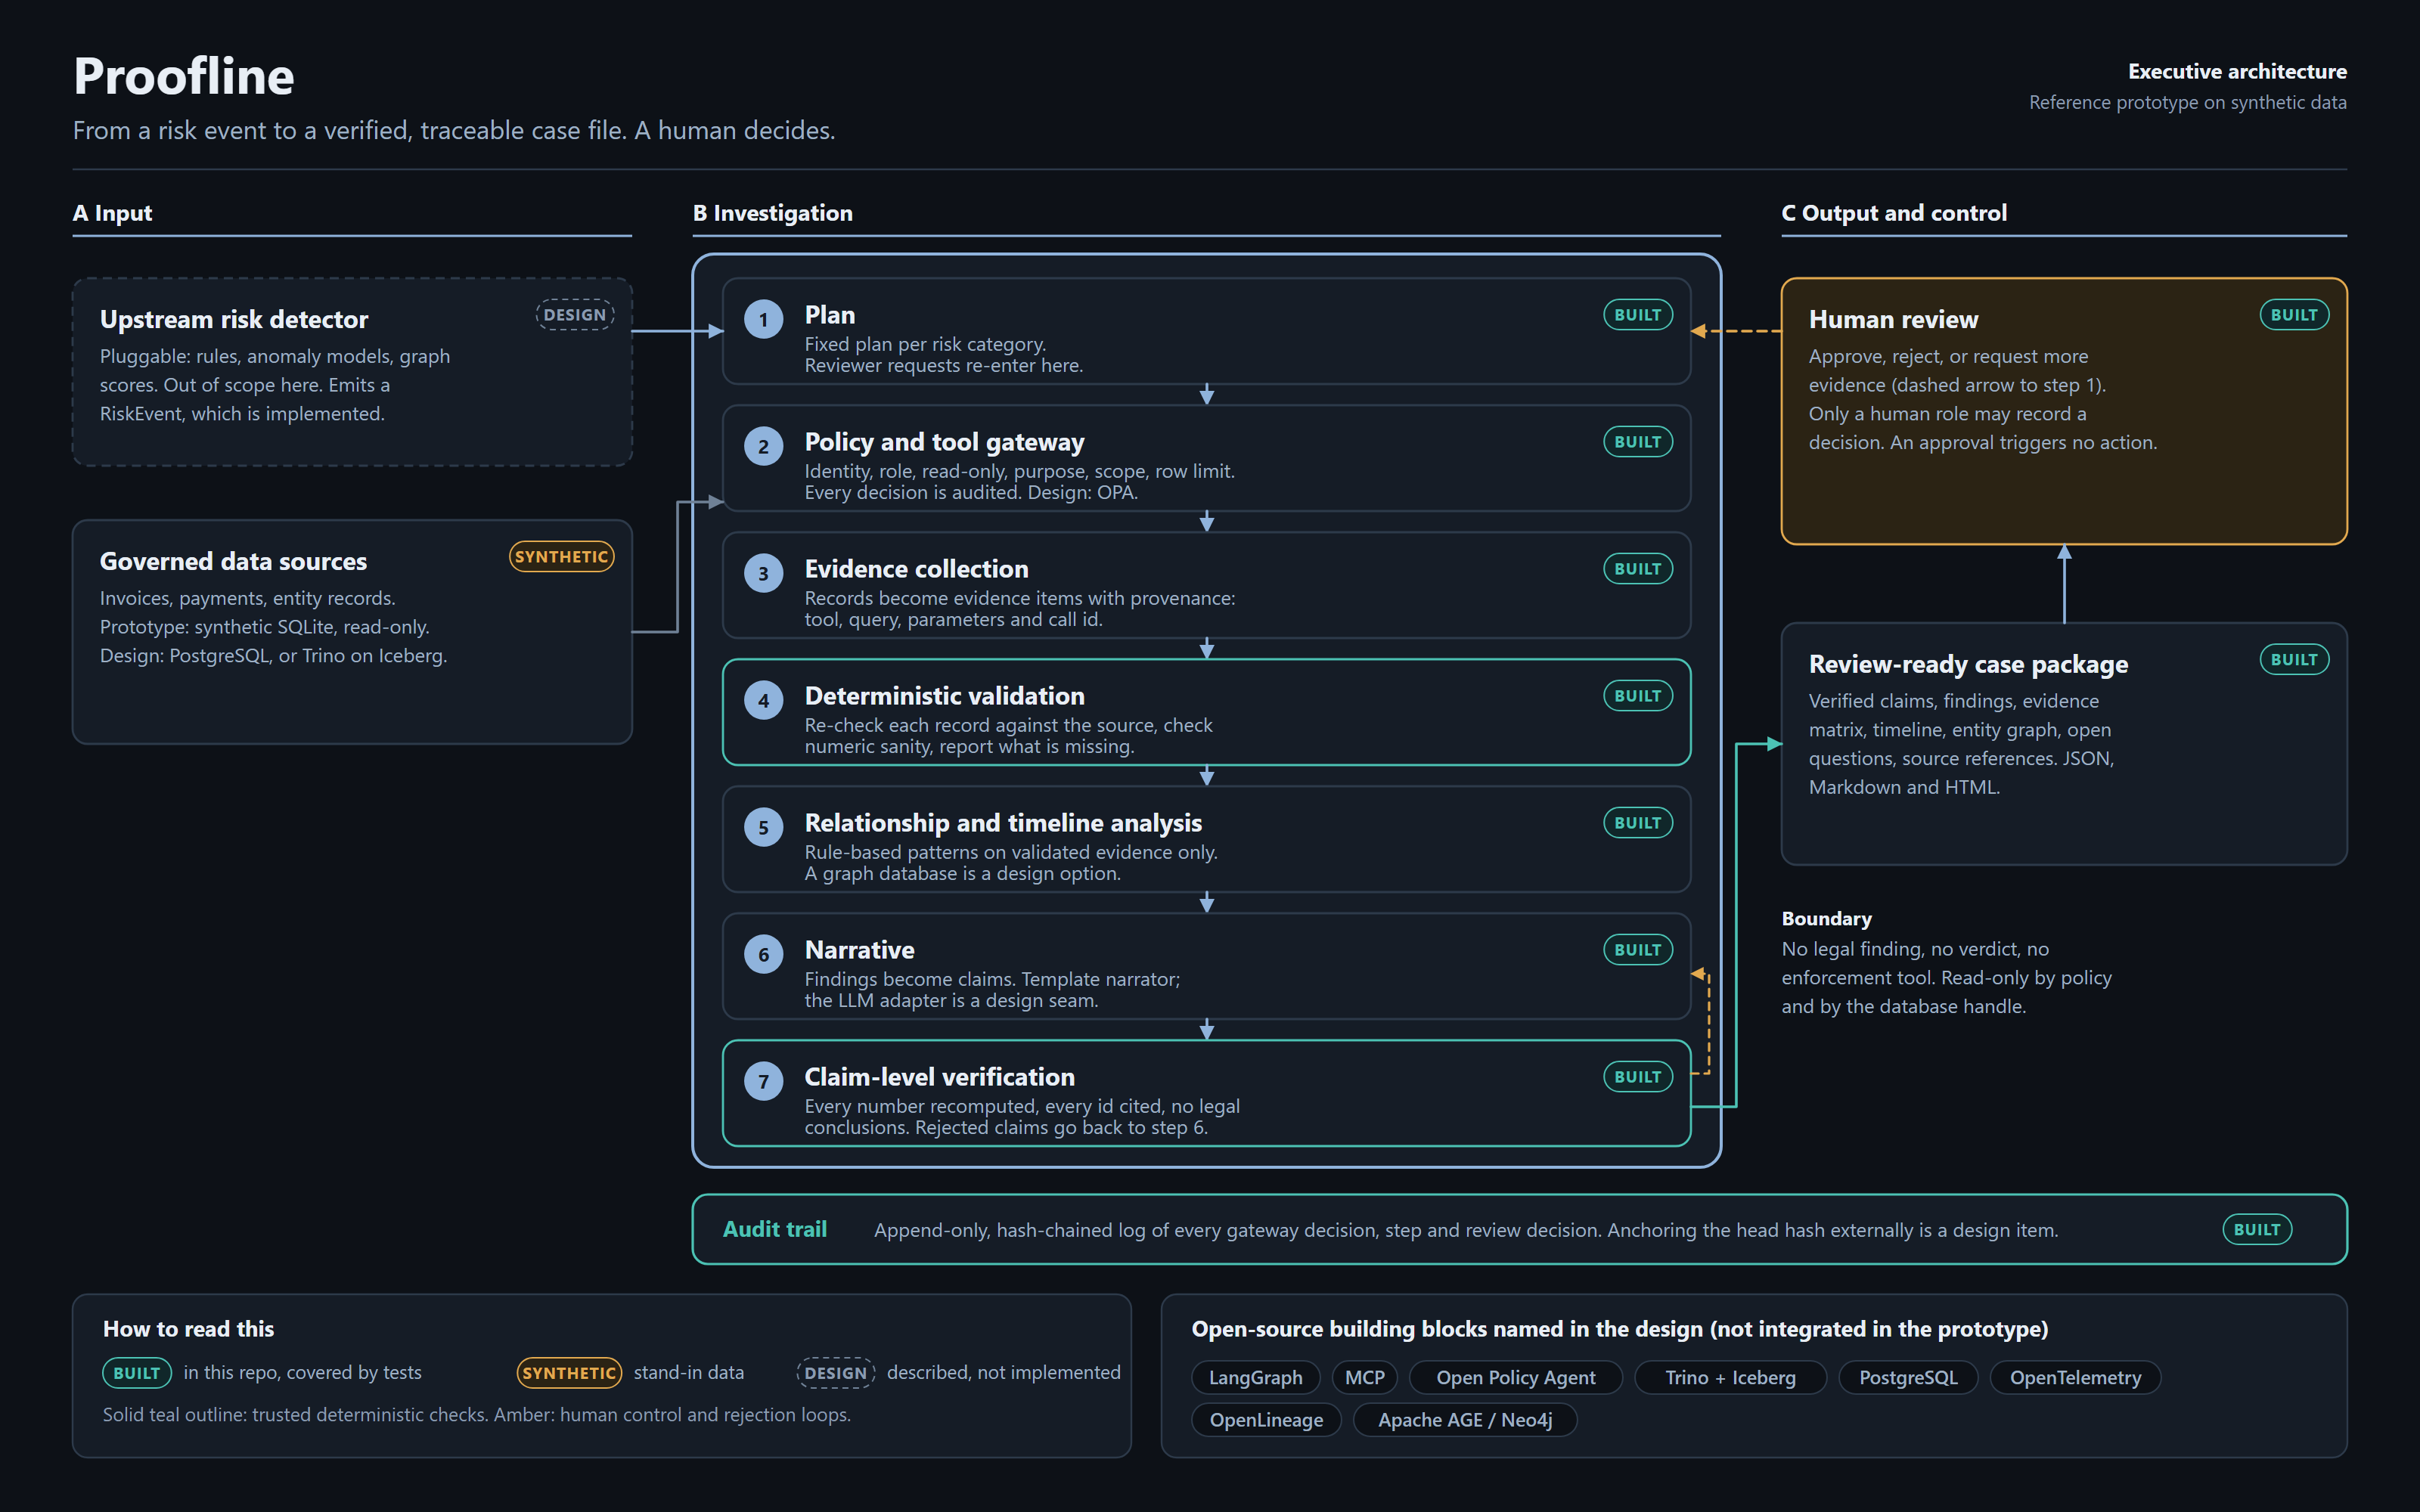 Proofline
From a risk event to a verified, traceable case file. A human decides.
Executive architecture
Reference prototype on synthetic data
A Input
Upstream risk detector
DESIGN
Pluggable: rules, anomaly models, graph
scores. Out of scope here. Emits a
RiskEvent, which is implemented.
Governed data sources
SYNTHETIC
Invoices, payments, entity records.
Prototype: synthetic SQLite, read-only.
Design: PostgreSQL, or Trino on Iceberg.
B Investigation
1
Plan
BUILT
Fixed plan per risk category.
Reviewer requests re-enter here.
2
Policy and tool gateway
BUILT
Identity, role, read-only, purpose, scope, row limit.
Every decision is audited. Design: OPA.
3
Evidence collection
BUILT
Records become evidence items with provenance:
tool, query, parameters and call id.
4
Deterministic validation
BUILT
Re-check each record against the source, check
numeric sanity, report what is missing.
5
Relationship and timeline analysis
BUILT
Rule-based patterns on validated evidence only.
A graph database is a design option.
6
Narrative
BUILT
Findings become claims. Template narrator;
the LLM adapter is a design seam.
7
Claim-level verification
BUILT
Every number recomputed, every id cited, no legal
conclusions. Rejected claims go back to step 6.
C Output and control
Human review
BUILT
Approve, reject, or request more
evidence (dashed arrow to step 1).
Only a human role may record a
decision. An approval triggers no action.
Review-ready case package
BUILT
Verified claims, findings, evidence
matrix, timeline, entity graph, open
questions, source references. JSON,
Markdown and HTML.
Boundary
No legal finding, no verdict, no
enforcement tool. Read-only by policy
and by the database handle.
Audit trail
Append-only, hash-chained log of every gateway decision, step and review decision. Anchoring the head hash externally is a design item.
BUILT
How to read this
BUILT in this repo, covered by tests
SYNTHETIC stand-in data
DESIGN described, not implemented
Solid teal outline: trusted deterministic checks. Amber: human control and rejection loops.
Open-source building blocks named in the design (not integrated in the prototype)
LangGraph
MCP
Open Policy Agent
Trino + Iceberg
PostgreSQL
OpenTelemetry
OpenLineage
Apache AGE / Neo4j